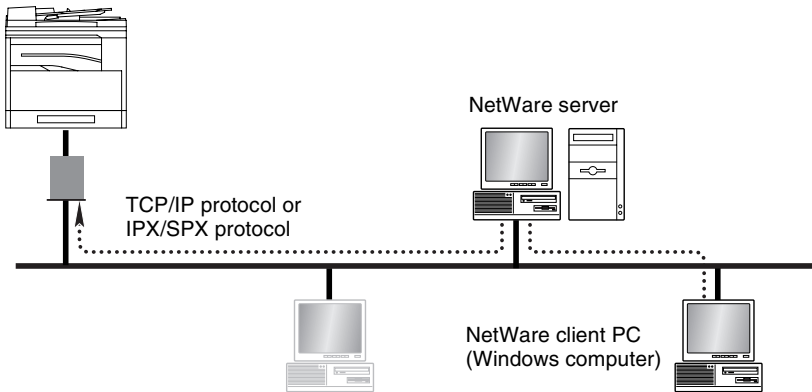 NetWare server
TCP/IP protocol or
IPX/SPX protocol
NetWare client PC
(Windows computer)